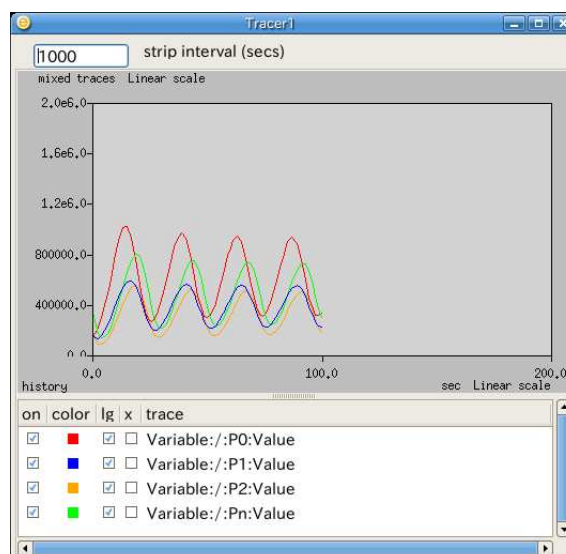 Tracer1
1000 strip interval (secs)
mixed traces Linear scale
2.0e6.0
1.6e6.0
1.2e6.0
800000.0
400000.0
0.0
0.0 100.0 200.0
history sec Linear scale
on color lg x trace
Variable:/:P0:Value
Variable:/:P1:Value
Variable:/:P2:Value
Variable:/:Pn:Value